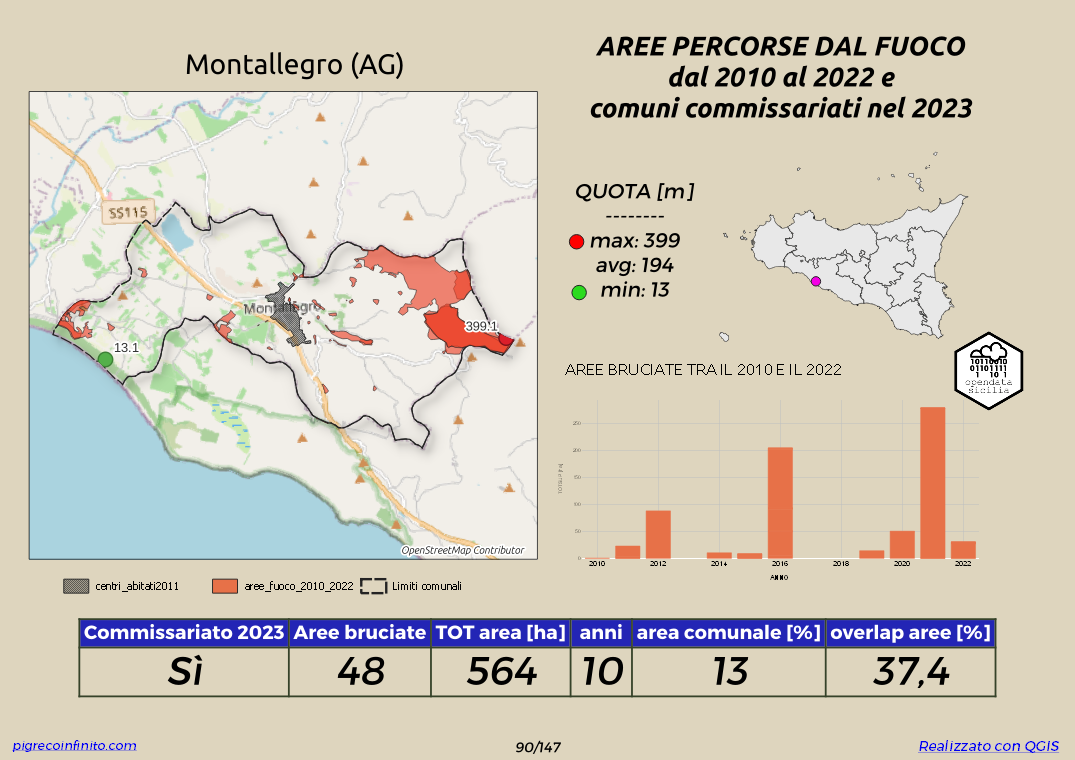 Montallegro (AG)
AREE PERCORSE DAL FUOCO
dal 2010 al 2022 e
comuni commissariati nel 2023
SS115
Montallegro
399.1
13.1
OpenStreetMap Contributor
QUOTA [m]
--------
max: 399
avg: 194
min: 13
10110010
01101111
1 10 1
opendata
sicilia
AREE BRUCIATE TRA IL 2010 E IL 2022
250
200
150
100
50
0
2010 2012 2014 2016 2018 2020 2022
ANNO
centri_abitati2011 aree_fuoco_2010_2022 Limiti comunali
Commissariato 2023 Aree bruciate TOT area [ha] anni area comunale [%] overlap aree [%]
Sì 48 564 10 13 37,4
pigrecoinfinito.com 90/147 Realizzato con QGIS